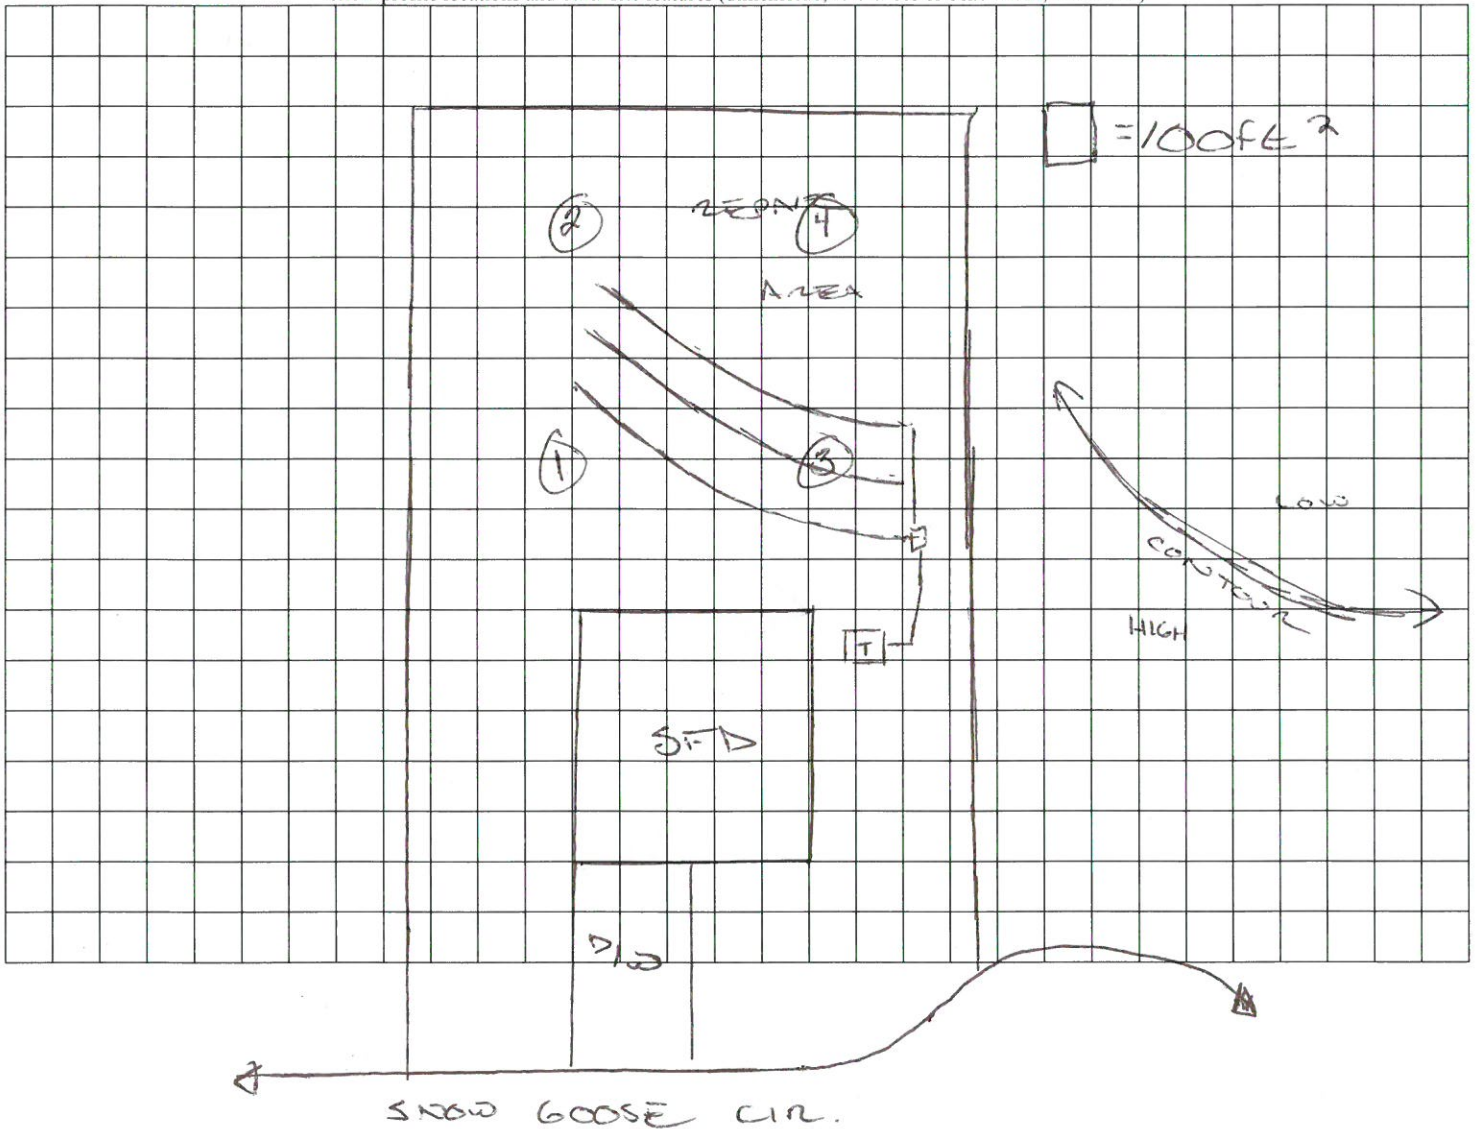 = 100ft²
②
④
AREA
①
③
LOW
CONTOUR
HIGH
T
SFD
D/W
SNOW GOOSE CIR.